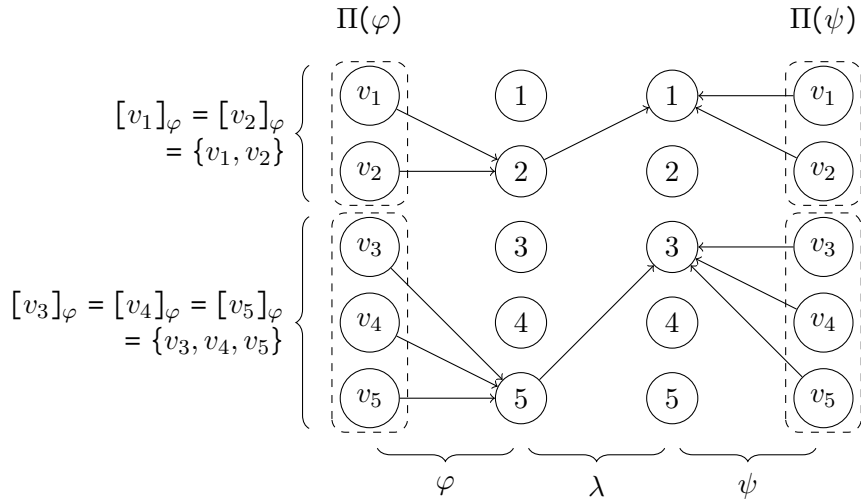 Π(φ) Π(ψ)
v₁ 1 1 v₁
[v₁]φ = [v₂]φ
= {v₁, v₂}
v₂ 2 2 v₂
v₃ 3 3 v₃
[v₃]φ = [v₄]φ = [v₅]φ
= {v₃, v₄, v₅}
v₄ 4 4 v₄
v₅ 5 5 v₅
φ λ ψ